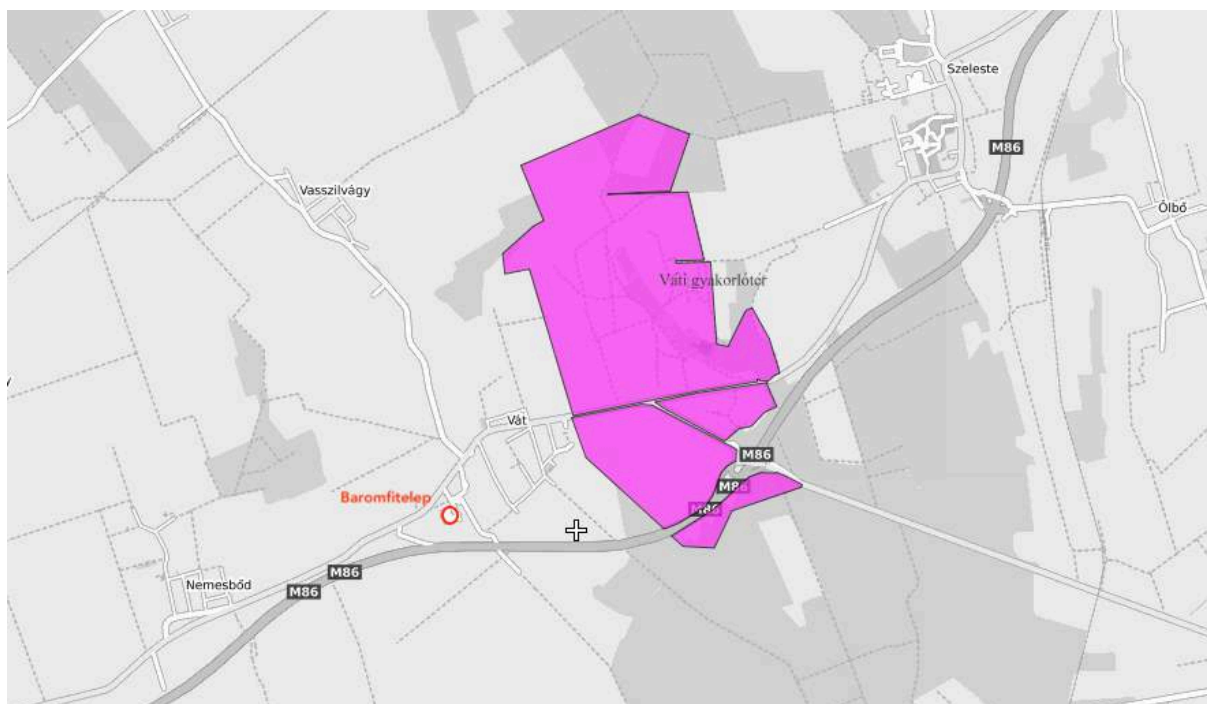 Szeleste
M86
Vasszilvágy
Ölbő
Váti gyakorlótér
Vát
M86
M86
Baromfitelep
M86
M86
Nemesbőd
M86